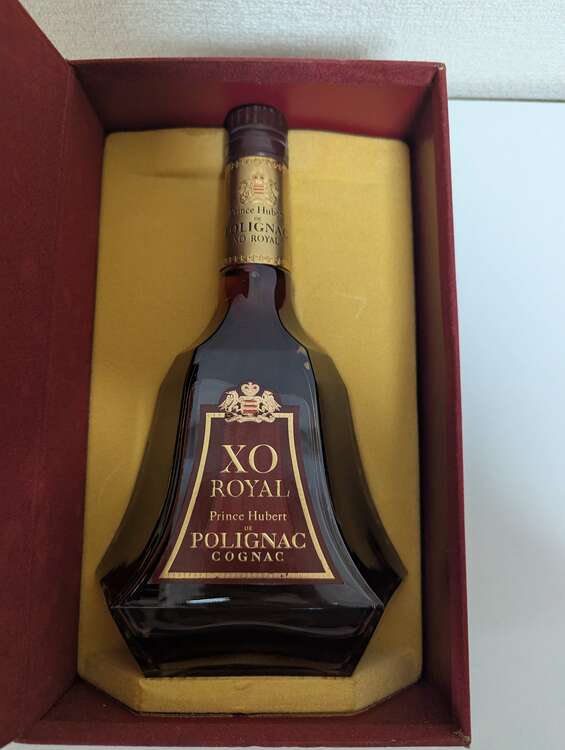 Prince Hubert
DE
POLIGNAC
XO ROYAL
XO
ROYAL
Prince Hubert
DE
POLIGNAC
COGNAC